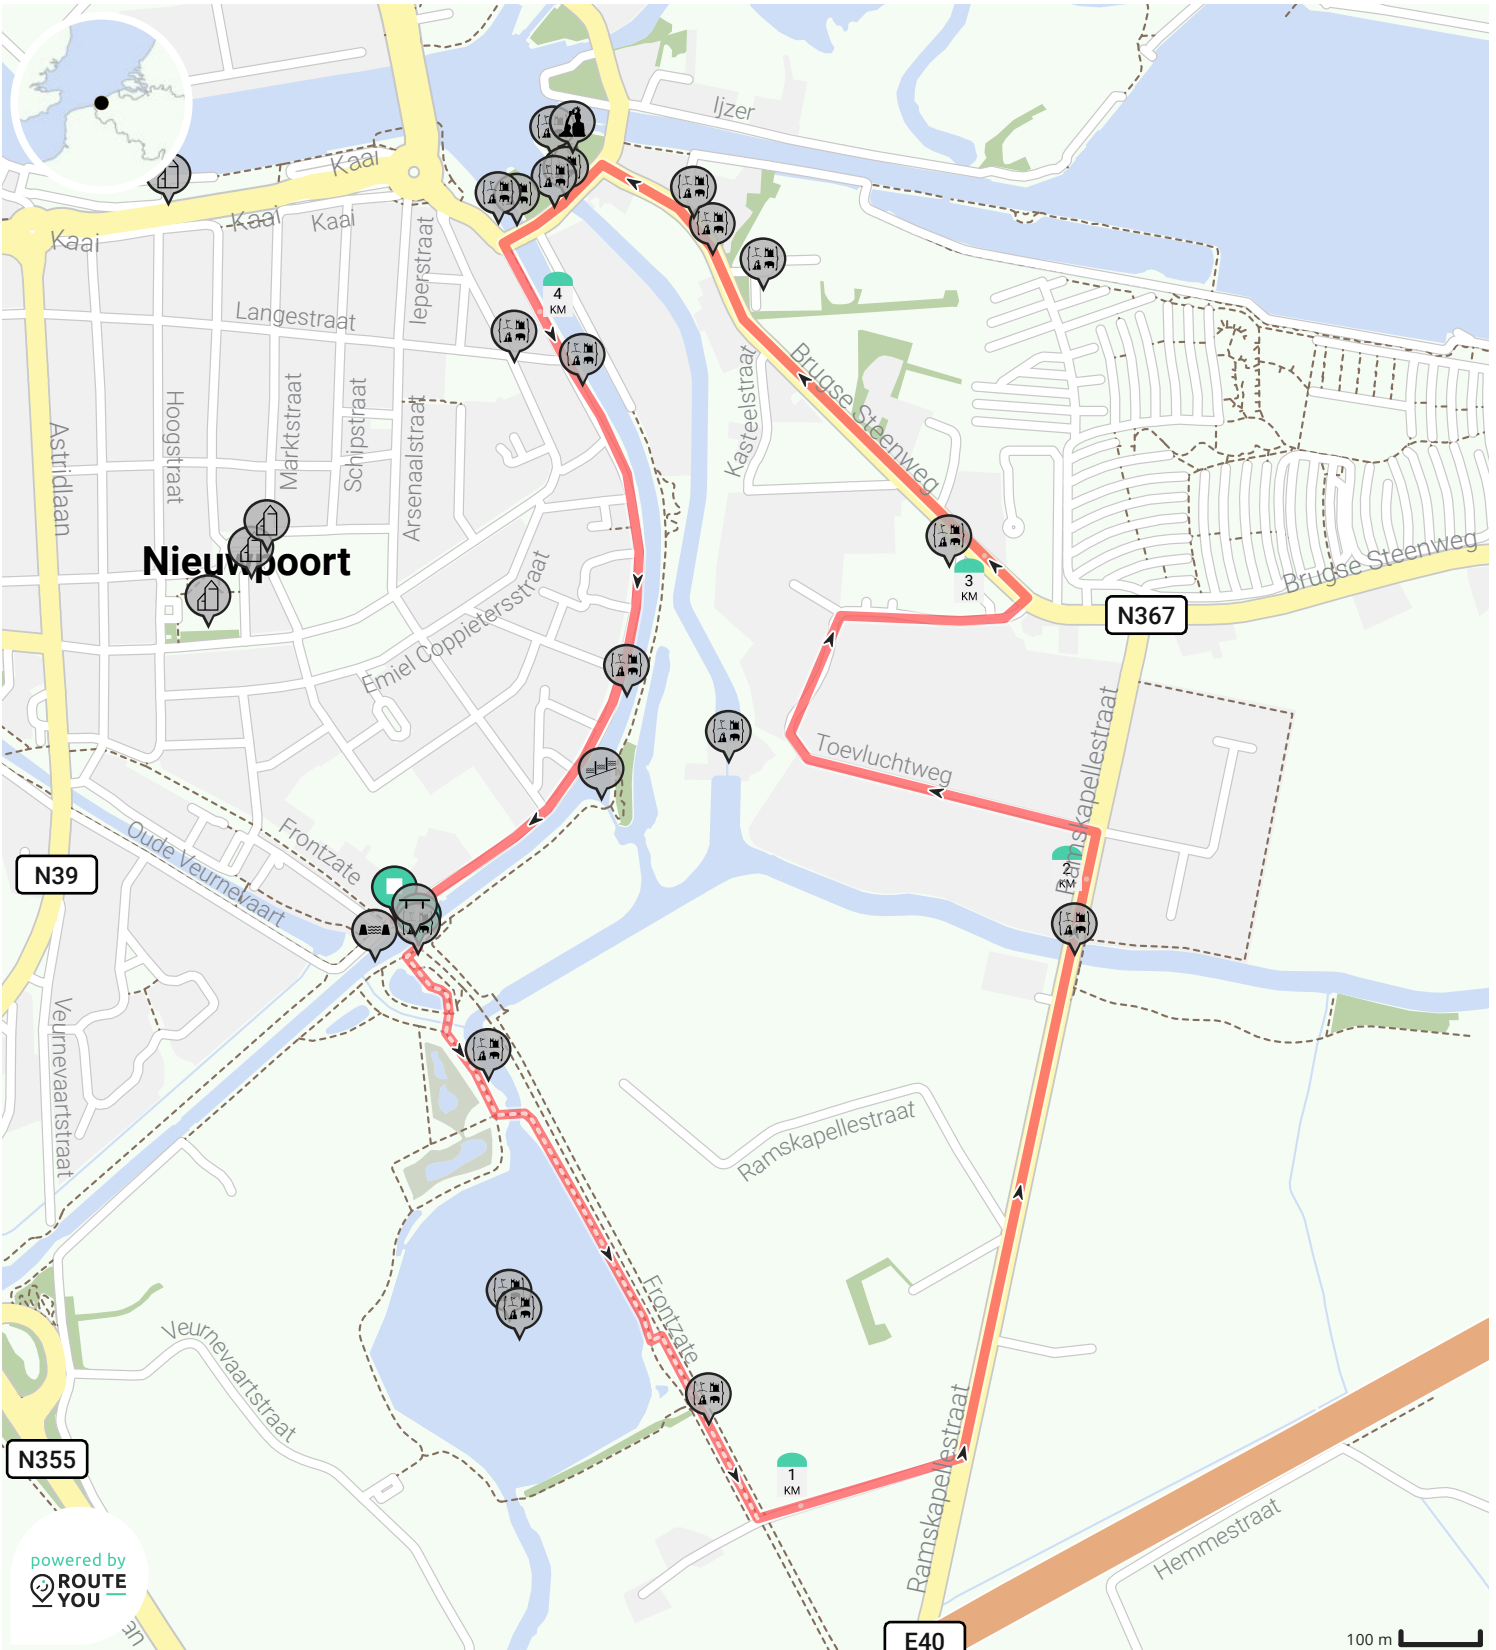 Ijzer
Kaai
Kaai
Kaai
Kaai
Ieperstraat
4
KM
Langestraat
Brugse Steenweg
Kasteelstraat
Hoogstraat
Marktstraat
Schipstraat
Arsenaalstraat
Astridlaan
Nieuwpoort
Emiel Coppietersstraat
3
KM
Brugse Steenweg
N367
Ramskapellestraat
Toevluchtweg
Oude Veurnevaart
Frontzate
N39
2
KM
Veurnevaartstraat
Ramskapellestraat
Frontzate
Veurnevaartstraat
N355
1
KM
Ramskapellestraat
Hemmestraat
powered by
ROUTE
YOU
an
E40
100 m